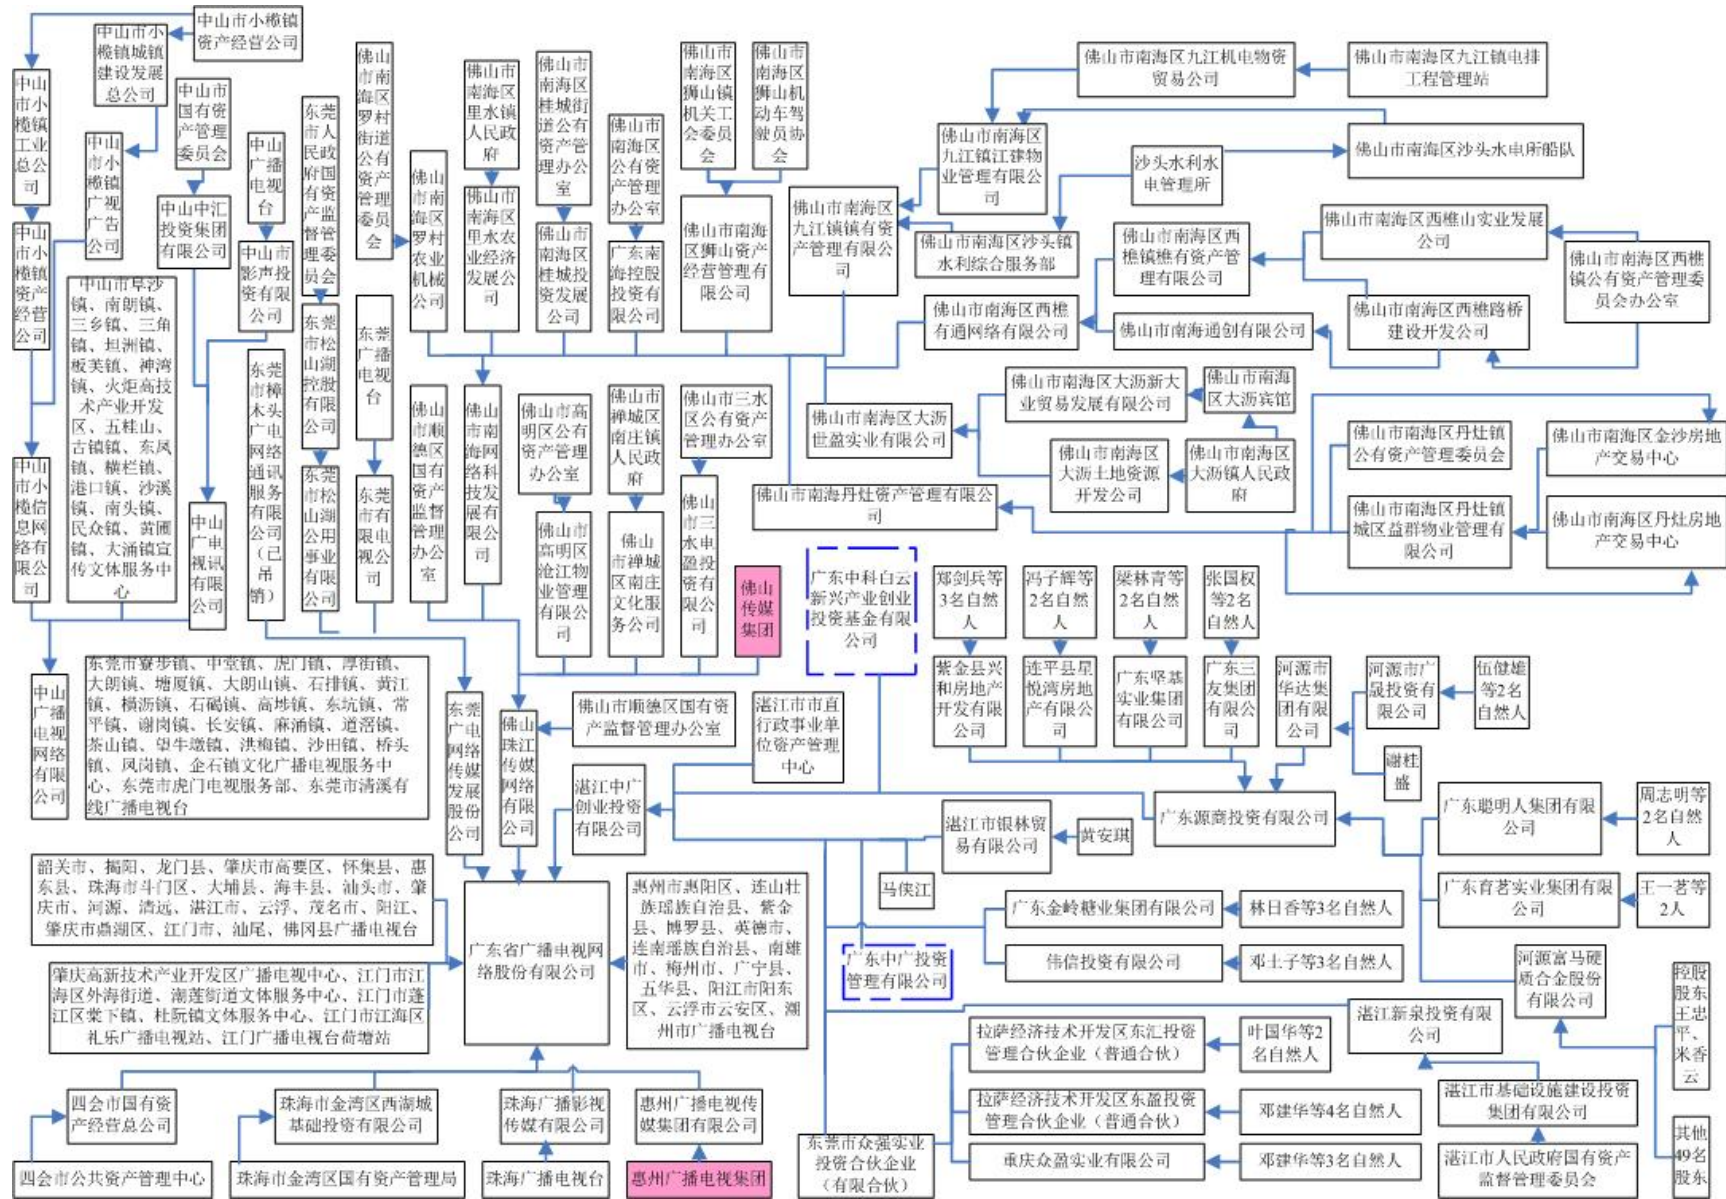 中山市小榄镇
资产经营公司
中山市小
榄镇城镇
建设发展
总公司
中山市小榄镇工业总公司
中山市小榄镇广视广告公司
中山市小榄镇资产经营公司
中山市小榄信息网络有限公司
中山市
国有资
产管理
委员会
中山中汇
投资集团
有限公司
中山广播电视台
中山市
影声投
资有限
公司
中山市阜沙
镇、南朗镇、
三乡镇、三角
镇、坦洲镇、
板芙镇、神湾
镇、火炬高技
术产业开发
区、五桂山、
古镇镇、东凤
镇、横栏镇、
港口镇、沙溪
镇、南头镇、
民众镇、黄圃
镇、大涌镇宣
传文体服务中
心
中山广电视讯有限公司
中山广播电视网络有限公司
东莞市人民政府国有资产监督管理委员会
东莞市松山湖控股有限公司
东莞市松山湖公用事业有限公司
东莞广播电视台
东莞市有限电视公司
东莞市樟木头广电网络通讯服务有限公司（已吊销）
佛山市南海区罗村街道公有资产管理委员会
佛山市南海区罗村农业机械公司
佛山市南海区里水镇人民政府
佛山市南海区里水农业经济发展公司
佛山市南海区桂城街道公有资产管理办公室
佛山市南海区桂城投资发展公司
佛山市南海区公有资产管理办公室
广东南海控股投资有限公司
佛山市南海区狮山镇机关工会委员会
佛山市南海区狮山机动车驾驶员协会
佛山市南海区狮山资产经营管理有限公司
佛山市南海区九江机电物资
贸易公司
佛山市南海区九江镇电排
工程管理站
佛山市南海区
九江镇江建物
业管理有限公
司
沙头水利水
电管理所
佛山市南海区沙头水电所船队
佛山市南海区
九江镇镇有资
产管理有限公
司
佛山市南海区沙头镇
水利综合服务部
佛山市南海区西
樵镇樵有资产管
理有限公司
佛山市南海区西樵山实业发展
公司
佛山市南海区西樵
镇公有资产管理委
员会办公室
佛山市南海区西樵
有通网络有限公司
佛山市南海通创有限公司
佛山市南海区西樵路桥
建设开发公司
佛山市南海区大沥新大
业贸易发展有限公司
佛山市南海
区大沥宾馆
佛山市南海区大沥
世盈实业有限公司
佛山市南海区
大沥土地资源
开发公司
佛山市南海区
大沥镇人民政
府
佛山市南海丹灶资产管理有限公
司
佛山市南海区丹灶镇
公有资产管理委员会
佛山市南海区金沙房地
产交易中心
佛山市南海区丹灶镇
城区益群物业管理有
限公司
佛山市南海区丹灶房地
产交易中心
佛山市顺德区国有资产监督管理办公室
佛山市南海网络科技发展有限公司
佛山市高
明区公有
资产管理
办公室
佛山市高明区沧江物业管理有限公司
佛山市禅城区南庄镇人民政府
佛山市禅城区南庄文化服务公司
佛山市三水
区公有资产
管理办公室
佛山市三水电盈投资有限公司
佛山
传媒
集团
广东中科白云
新兴产业创业
投资基金有限
公司
郑剑兵等
3名自然
人
冯子辉等
2名自然
人
梁林青等
2名自然
人
张国权
等2名
自然人
紫金县兴
和房地产
开发有限
公司
连平县星
悦湾房地
产有限公
司
广东坚基
实业集团
有限公司
广东三
友集团
有限公
司
河源市
华达集
团有限
公司
河源市广
晟投资有
限公司
伍健雄
等2名
自然人
谢桂
盛
东莞市寮步镇、中堂镇、虎门镇、厚街镇、
大朗镇、塘厦镇、大朗山镇、石排镇、黄江
镇、横沥镇、石碣镇、高埗镇、东坑镇、常
平镇、谢岗镇、长安镇、麻涌镇、道滘镇、
茶山镇、望牛墩镇、洪梅镇、沙田镇、桥头
镇、凤岗镇、企石镇文化广播电视服务中
心、东莞市虎门电视服务部、东莞市清溪有
线广播电视台
东莞广电网络传媒发展股份公司
佛山珠江传媒网络有限公司
佛山市顺德区国有资
产监督管理办公室
湛江市市直
行政事业单
位资产管理
中心
湛江中广
创业投资
有限公司
广东源商投资有限公司
湛江市银林贸
易有限公司
黄安琪
马侠江
广东聪明人集团有限公
司
周志明等
2名自然
人
广东育茗实业集团有限
公司
王一茗等
2人
韶关市、揭阳、龙门县、肇庆市高要区、怀集县、惠
东县、珠海市斗门区、大埔县、海丰县、汕头市、肇
庆市、河源、清远、湛江市、云浮、茂名市、阳江、
肇庆市鼎湖区、江门市、汕尾、佛冈县广播电视台
广东省广播电视网
络股份有限公司
惠州市惠阳区、连山壮
族瑶族自治县、紫金
县、博罗县、英德市、
连南瑶族自治县、南雄
市、梅州市、广宁县、
五华县、阳江市阳东
区、云浮市云安区、潮
州市广播电视台
广东金岭糖业集团有限公司
林日香等3名自然人
广东中广投资
管理有限公司
伟信投资有限公司
邓土子等3名自然人
河源富马硬
质合金股份
有限公司
控股
股东
王忠
平、
米香
云
肇庆高新技术产业开发区广播电视中心、江门市江
海区外海街道、潮莲街道文体服务中心、江门市蓬
江区棠下镇、杜阮镇文体服务中心、江门市江海区
礼乐广播电视站、江门广播电视台荷塘站
湛江新泉投资有限
公司
拉萨经济技术开发区东汇投资
管理合伙企业（普通合伙）
叶国华等2
名自然人
拉萨经济技术开发区东盈投资
管理合伙企业（普通合伙）
邓建华等4名自然人
重庆众盈实业有限公司
邓建华等3名自然人
湛江市基础设施建设投资
集团有限公司
湛江市人民政府国有资产
监督管理委员会
其他
49名
股东
东莞市众强实业
投资合伙企业
（有限合伙）
四会市国有资
产经营总公司
珠海市金湾区西湖城
基础投资有限公司
珠海广播影视
传媒有限公司
惠州广播电视传
媒集团有限公司
四会市公共资产管理中心
珠海市金湾区国有资产管理局
珠海广播电视台
惠州广播电视集团